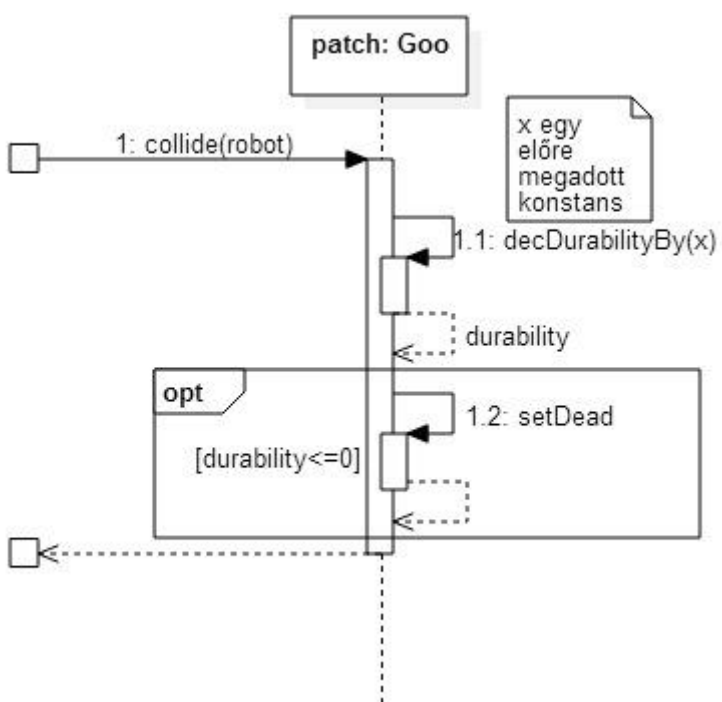 patch: Goo
x egy
előre
megadott
konstans
1: collide(robot)
1.1: decDurabilityBy(x)
durability
opt
1.2: setDead
[durability<=0]